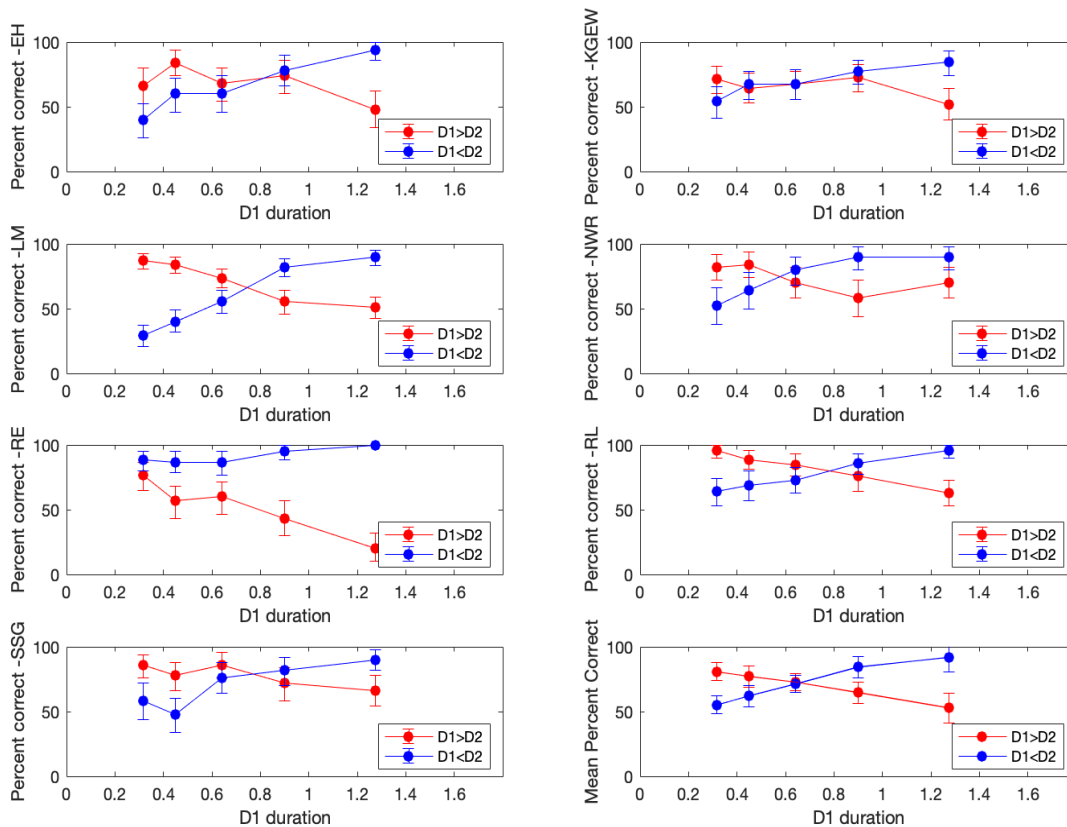 Percent correct -EH
100
50
0
D1>D2
D1<D2
0 0.2 0.4 0.6 0.8 1 1.2 1.4 1.6
D1 duration
Percent correct -KGEW
100
50
0
D1>D2
D1<D2
0 0.2 0.4 0.6 0.8 1 1.2 1.4 1.6
D1 duration
Percent correct -LM
100
50
0
D1>D2
D1<D2
0 0.2 0.4 0.6 0.8 1 1.2 1.4 1.6
D1 duration
Percent correct -NWR
100
50
0
D1>D2
D1<D2
0 0.2 0.4 0.6 0.8 1 1.2 1.4 1.6
D1 duration
Percent correct -RE
100
50
0
D1>D2
D1<D2
0 0.2 0.4 0.6 0.8 1 1.2 1.4 1.6
D1 duration
Percent correct -RL
100
50
0
D1>D2
D1<D2
0 0.2 0.4 0.6 0.8 1 1.2 1.4 1.6
D1 duration
Percent correct -SSG
100
50
0
D1>D2
D1<D2
0 0.2 0.4 0.6 0.8 1 1.2 1.4 1.6
D1 duration
Mean Percent Correct
100
50
0
D1>D2
D1<D2
0 0.2 0.4 0.6 0.8 1 1.2 1.4 1.6
D1 duration